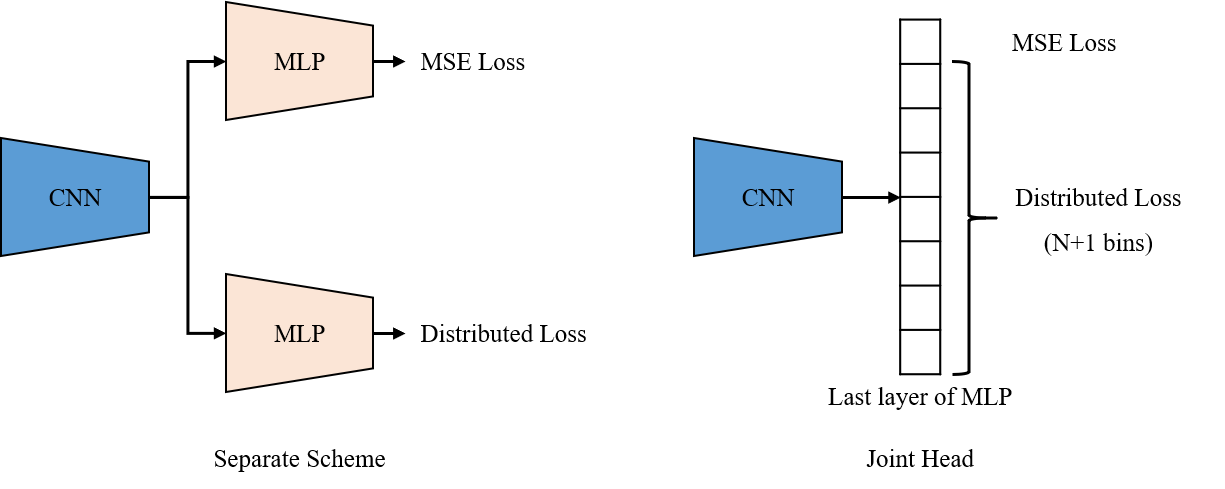 MLP
MSE Loss
CNN
MLP
Distributed Loss
Separate Scheme
MSE Loss
CNN
Distributed Loss
(N+1 bins)
Last layer of MLP
Joint Head